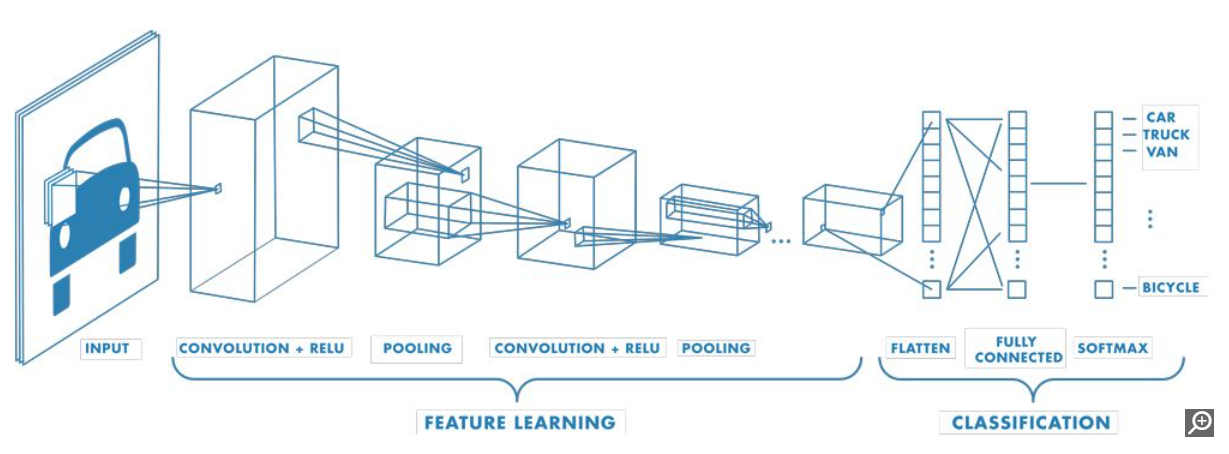 CAR
TRUCK
VAN
BICYCLE
INPUT
CONVOLUTION + RELU
POOLING
CONVOLUTION + RELU
POOLING
FLATTEN
FULLY
CONNECTED
SOFTMAX
FEATURE LEARNING
CLASSIFICATION